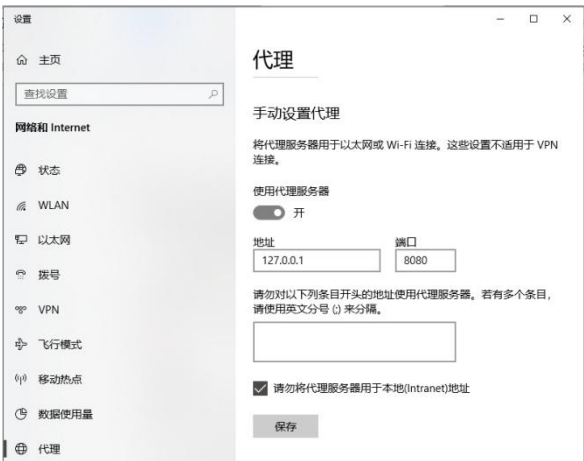 设置
主页
查找设置
网络和 Internet
状态
WLAN
以太网
拨号
VPN
飞行模式
移动热点
数据使用量
代理
代理
手动设置代理
将代理服务器用于以太网或 Wi-Fi 连接。这些设置不适用于 VPN
连接。
使用代理服务器
开
地址 端口
127.0.0.1 8080
请勿对以下列条目开头的地址使用代理服务器。若有多个条目,
请使用英文分号 (;) 来分隔。
请勿将代理服务器用于本地(Intranet)地址
保存